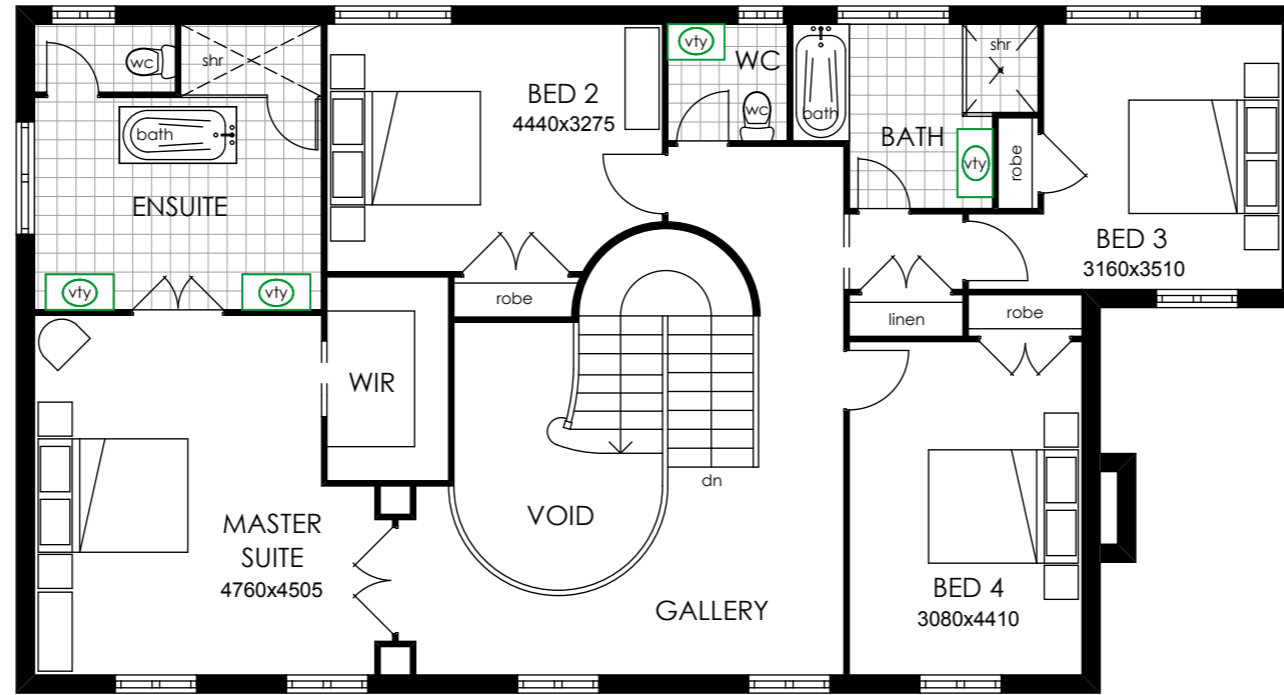 wc
shr
bath
ENSUITE
vty
vty
BED 2
4440x3275
vty
WC
wc
bath
shr
BATH
vty
robe
BED 3
3160x3510
robe
linen
robe
WIR
dn
VOID
MASTER
SUITE
4760x4505
GALLERY
BED 4
3080x4410